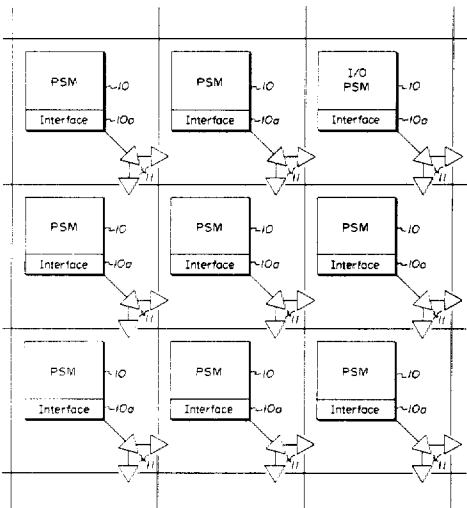 PSM 10 PSM 10 I/O PSM 10
Interface 10a Interface 10a Interface 10a
11 11 11
PSM 10 PSM 10 PSM 10
Interface 10a Interface 10a Interface 10a
11 11 11
PSM 10 PSM 10 PSM 10
Interface 10a Interface 10a Interface 10a
11 11 11